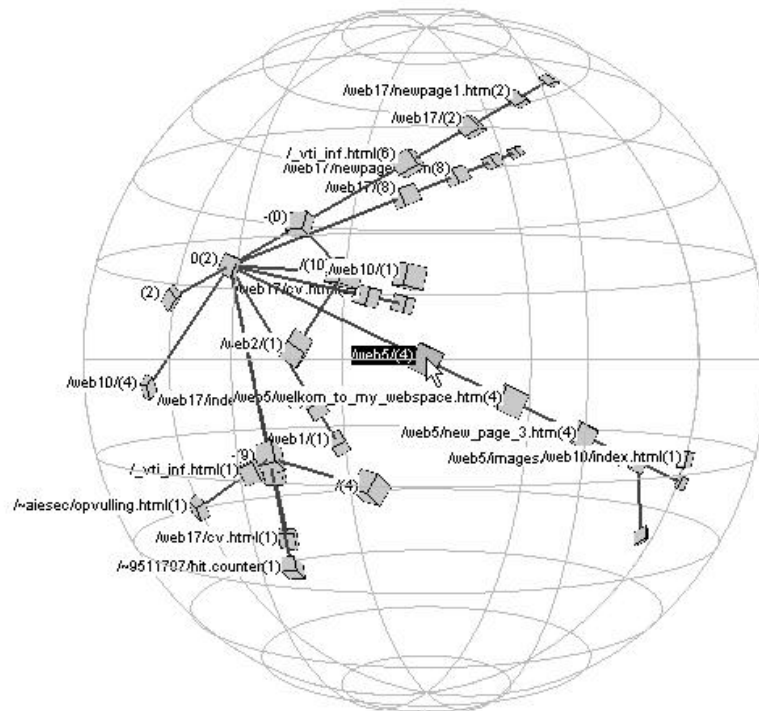 /web17/newpage1.htm(2)
/web17/(2)
/_vti_inf.html(6)
/web17/newpage htm(8)
/web17/(8)
-(0)
0(2)
/(10
/web10/(1)
(2)
/web17/cv.html
/web2/(1)
/web5/(4)
/web10/(4)
/web17/ind
/web5/welkom_to_my_webspace.htm(4)
/web5/new_page_3.htm(4)
/web1/(1)
-(9)
/web5/images
/web10/index.html(1)
/_vti_inf.html(1)
/(4)
/~aiesec/opvulling.html(1)
/web17/cv.html(1)
/~9511707/hit.counter(1)